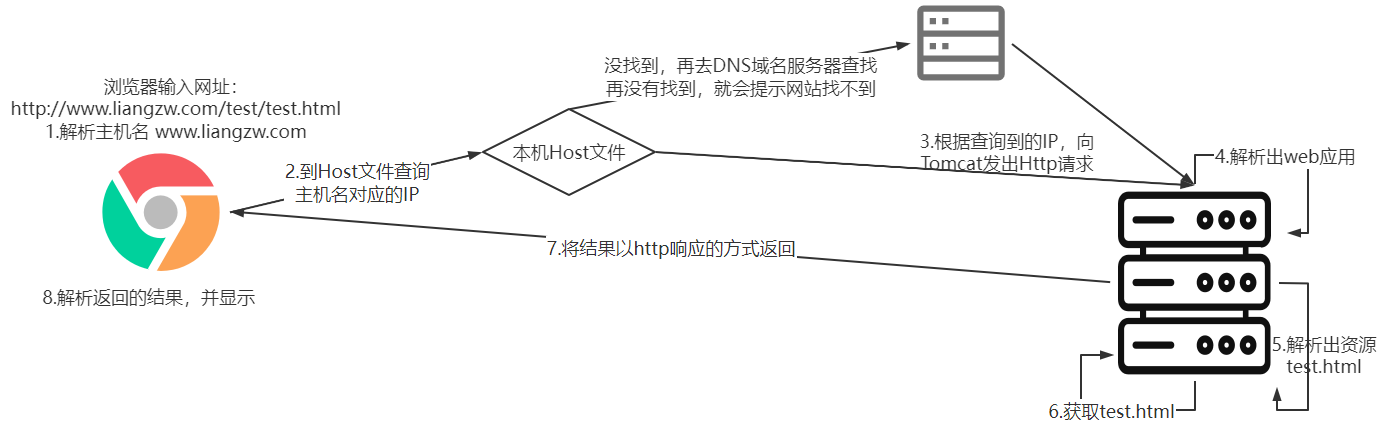 浏览器输入网址：
http://www.liangzw.com/test/test.html
1.解析主机名 www.liangzw.com
2.到Host文件查询
主机名对应的IP
本机Host文件
没找到，再去DNS域名服务器查找
再没有找到，就会提示网站找不到
3.根据查询到的IP，向
Tomcat发出Http请求
4.解析出web应用
5.解析出资源
test.html
6.获取test.html
7.将结果以http响应的方式返回
8.解析返回的结果，并显示